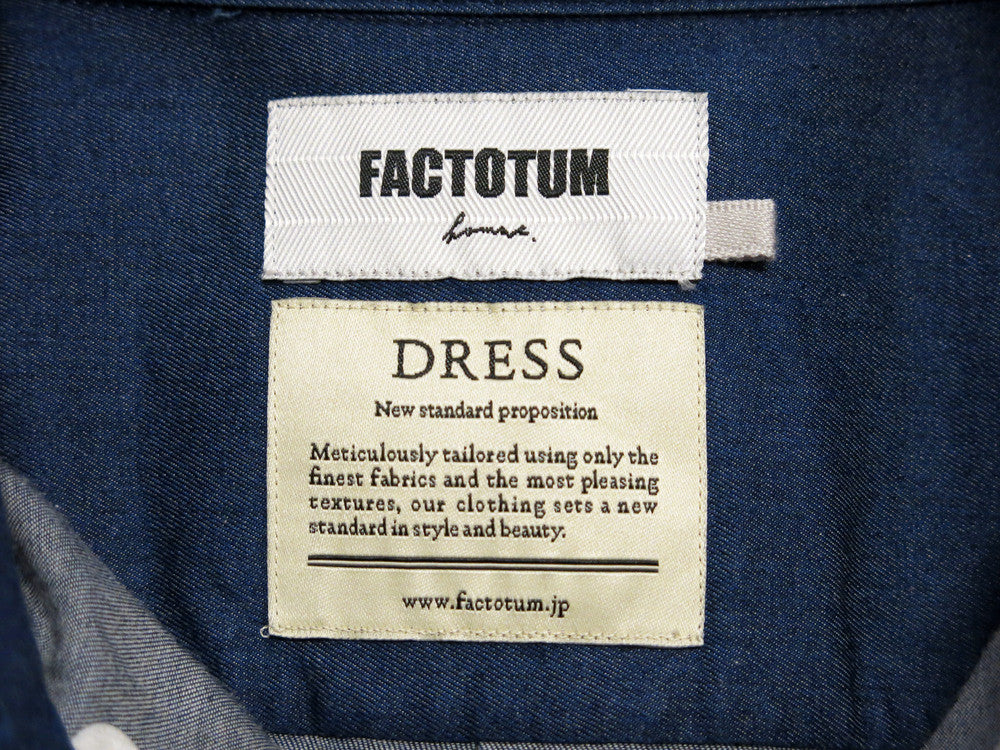 FACTOTUM
homme.
DRESS
New standard proposition
Meticulously tailored using only the
finest fabrics and the most pleasing
textures, our clothing sets a new
standard in style and beauty.
www.factotum.jp